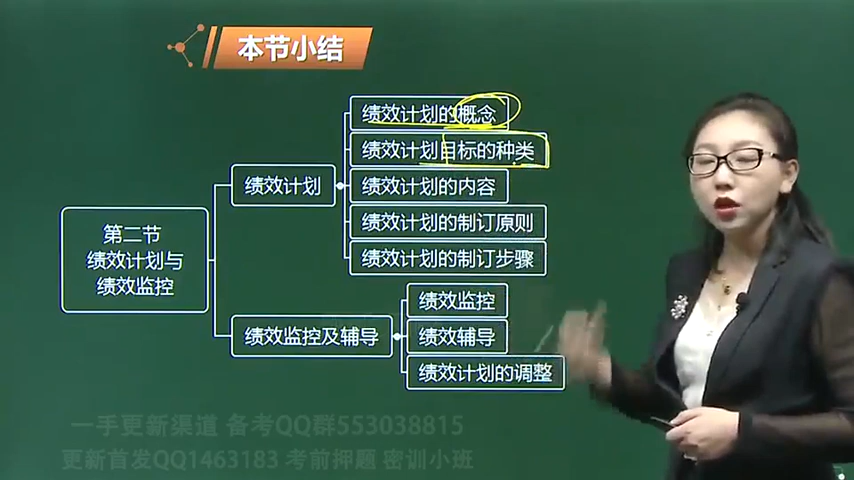 本节小结
第二节
绩效计划与
绩效监控
绩效计划
绩效计划的概念
绩效计划目标的种类
绩效计划的内容
绩效计划的制订原则
绩效计划的制订步骤
绩效监控及辅导
绩效监控
绩效辅导
绩效计划的调整
一手更新渠道 备考QQ群553038815
更新首发QQ1463183 考前押题 密训小班